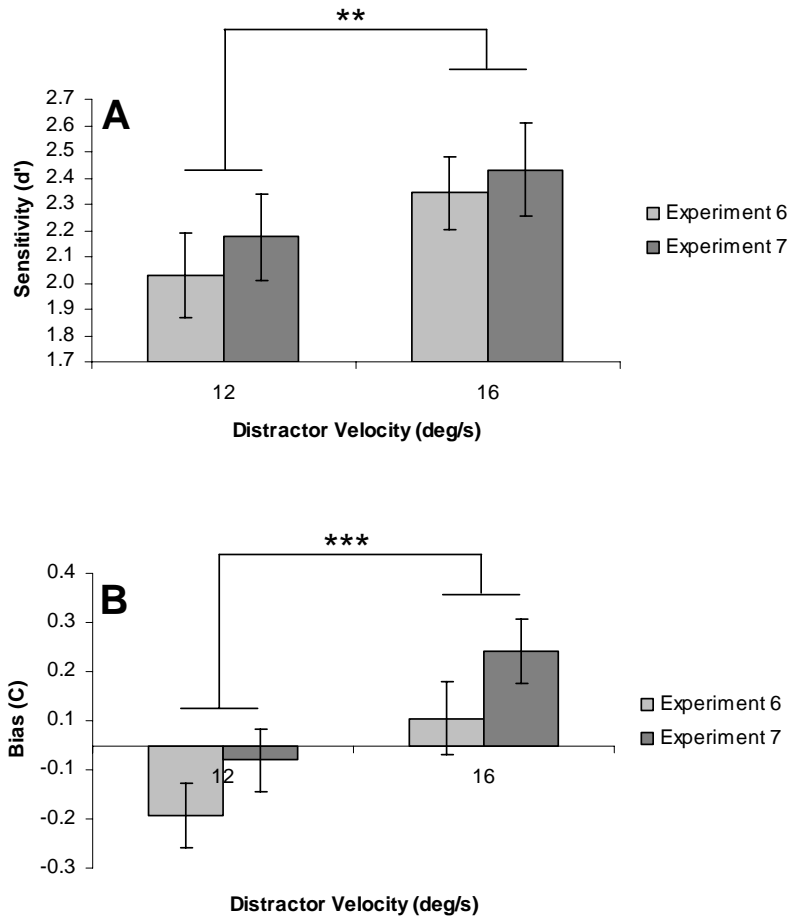 **
A
2.7
2.6
2.5
2.4
2.3
2.2
2.1
2.0
1.9
1.8
1.7
Sensitivity (d')
12
16
Distractor Velocity (deg/s)
Experiment 6
Experiment 7
***
B
0.4
0.3
0.2
0.1
-0.1
-0.2
-0.3
Bias (C)
12
16
Distractor Velocity (deg/s)
Experiment 6
Experiment 7